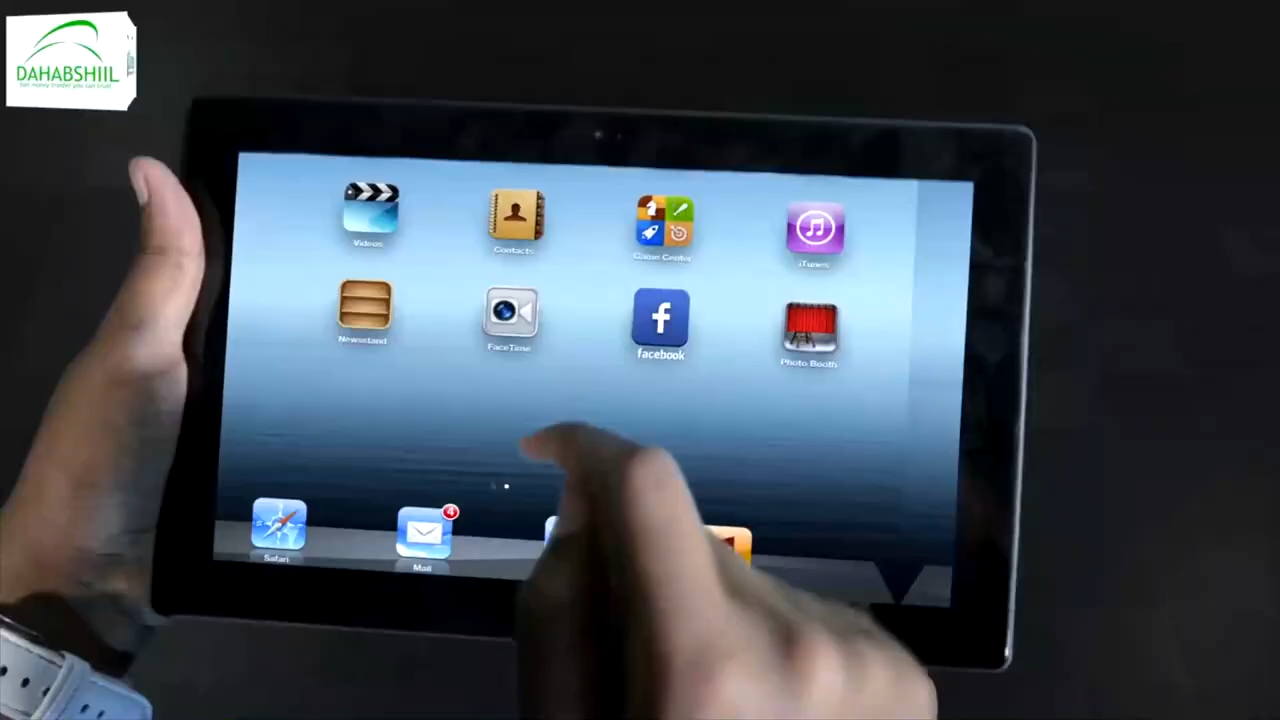 DAHABSHIIL
Videos
Contacts
Game Center
iTunes
Newsstand
FaceTime
f
facebook
Photo Booth
4
Safari
Mail